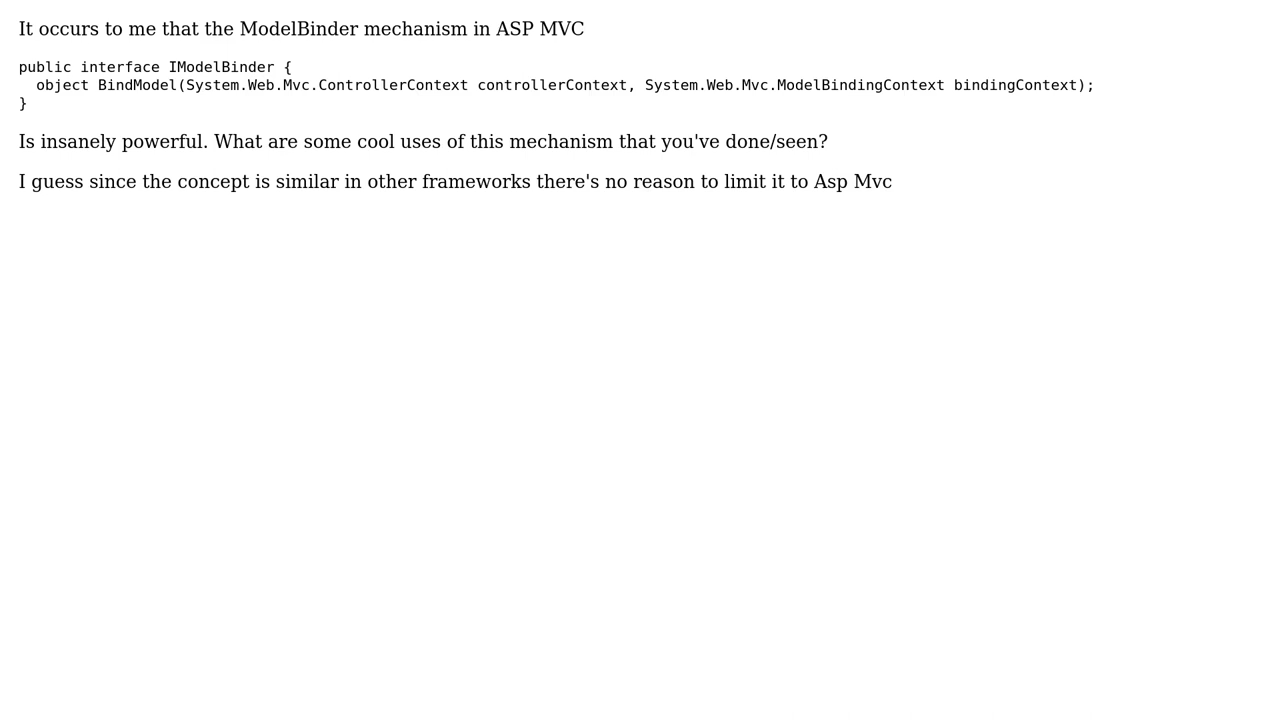 It occurs to me that the ModelBinder mechanism in ASP MVC
public interface IModelBinder {
  object BindModel(System.Web.Mvc.ControllerContext controllerContext, System.Web.Mvc.ModelBindingContext bindingContext);
}
Is insanely powerful. What are some cool uses of this mechanism that you've done/seen?
I guess since the concept is similar in other frameworks there's no reason to limit it to Asp Mvc